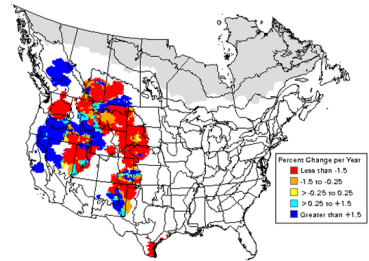 Percent Change per Year
Less than -1.5
-1.5 to -0.25
> -0.25 to 0.25
> 0.25 to +1.5
Greater than +1.5